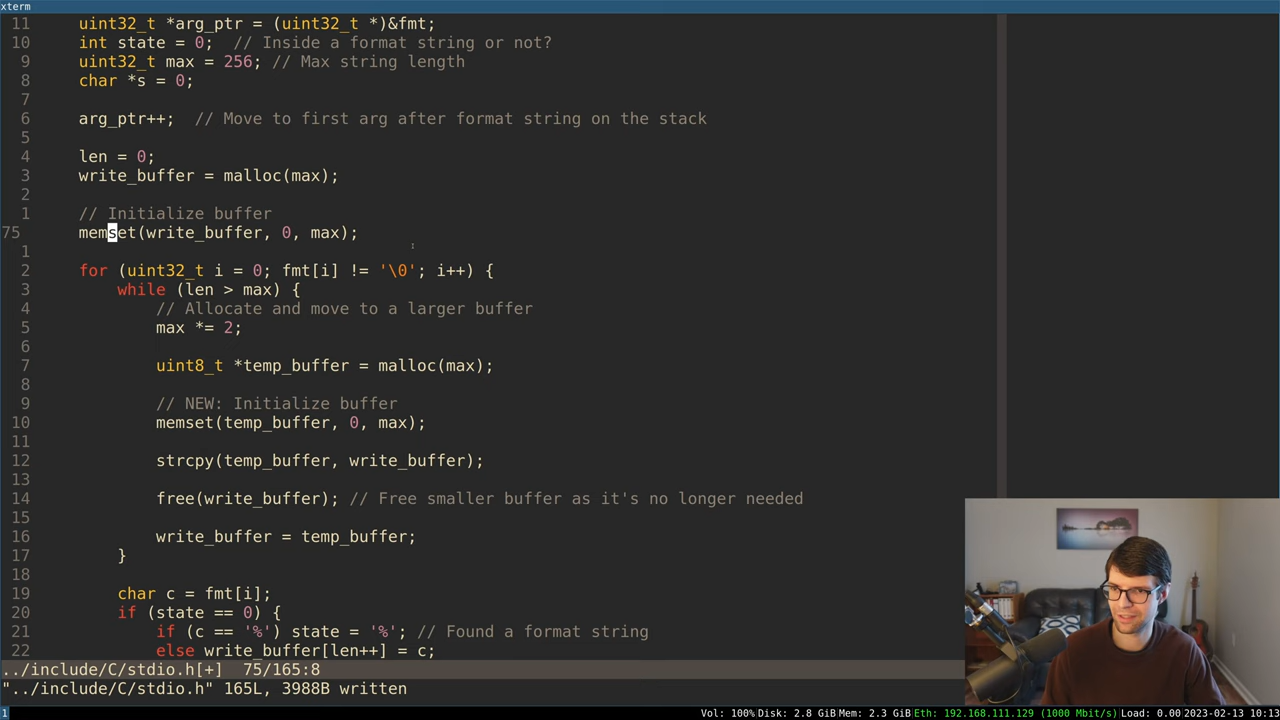 xterm
11 uint32_t *arg_ptr = (uint32_t *)&fmt;
10 int state = 0;  // Inside a format string or not?
9 uint32_t max = 256; // Max string length
8 char *s = 0;
7
6 arg_ptr++;  // Move to first arg after format string on the stack
5
4 len = 0;
3 write_buffer = malloc(max);
2
1 // Initialize buffer
75 memset(write_buffer, 0, max);
1
2 for (uint32_t i = 0; fmt[i] != '\0'; i++) {
3 while (len > max) {
4 // Allocate and move to a larger buffer
5 max *= 2;
6
7 uint8_t *temp_buffer = malloc(max);
8
9 // NEW: Initialize buffer
10 memset(temp_buffer, 0, max);
11
12 strcpy(temp_buffer, write_buffer);
13
14 free(write_buffer); // Free smaller buffer as it's no longer needed
15
16 write_buffer = temp_buffer;
17 }
18
19 char c = fmt[i];
20 if (state == 0) {
21 if (c == '%') state = '%'; // Found a format string
22 else write_buffer[len++] = c;
../include/C/stdio.h[+]  75/165:8
"../include/C/stdio.h" 165L, 3988B written
1 Vol: 100% Disk: 2.8 GiB Mem: 2.3 GiB Eth: 192.168.111.129 (1000 Mbit/s) Load: 0.00 2023-02-13 10:13